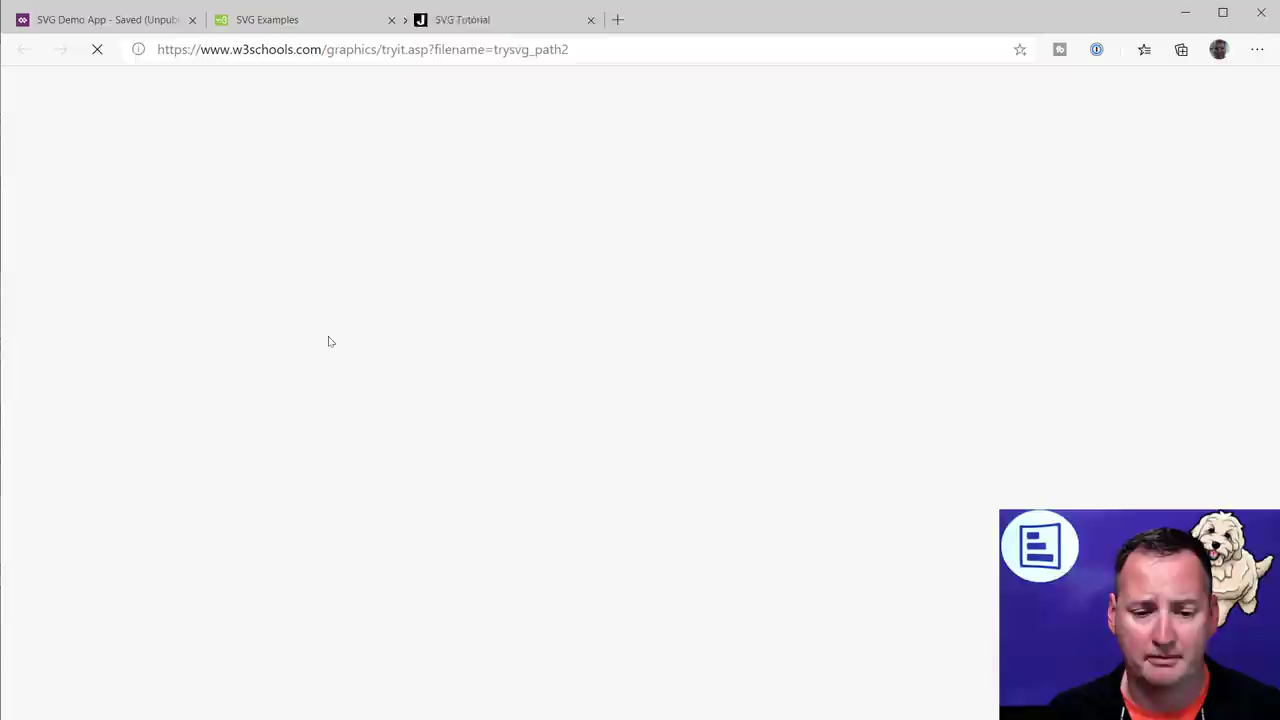 SVG Demo App - Saved (Unpubl
SVG Examples
SVG Tutorial
https://www.w3schools.com/graphics/tryit.asp?filename=trysvg_path2